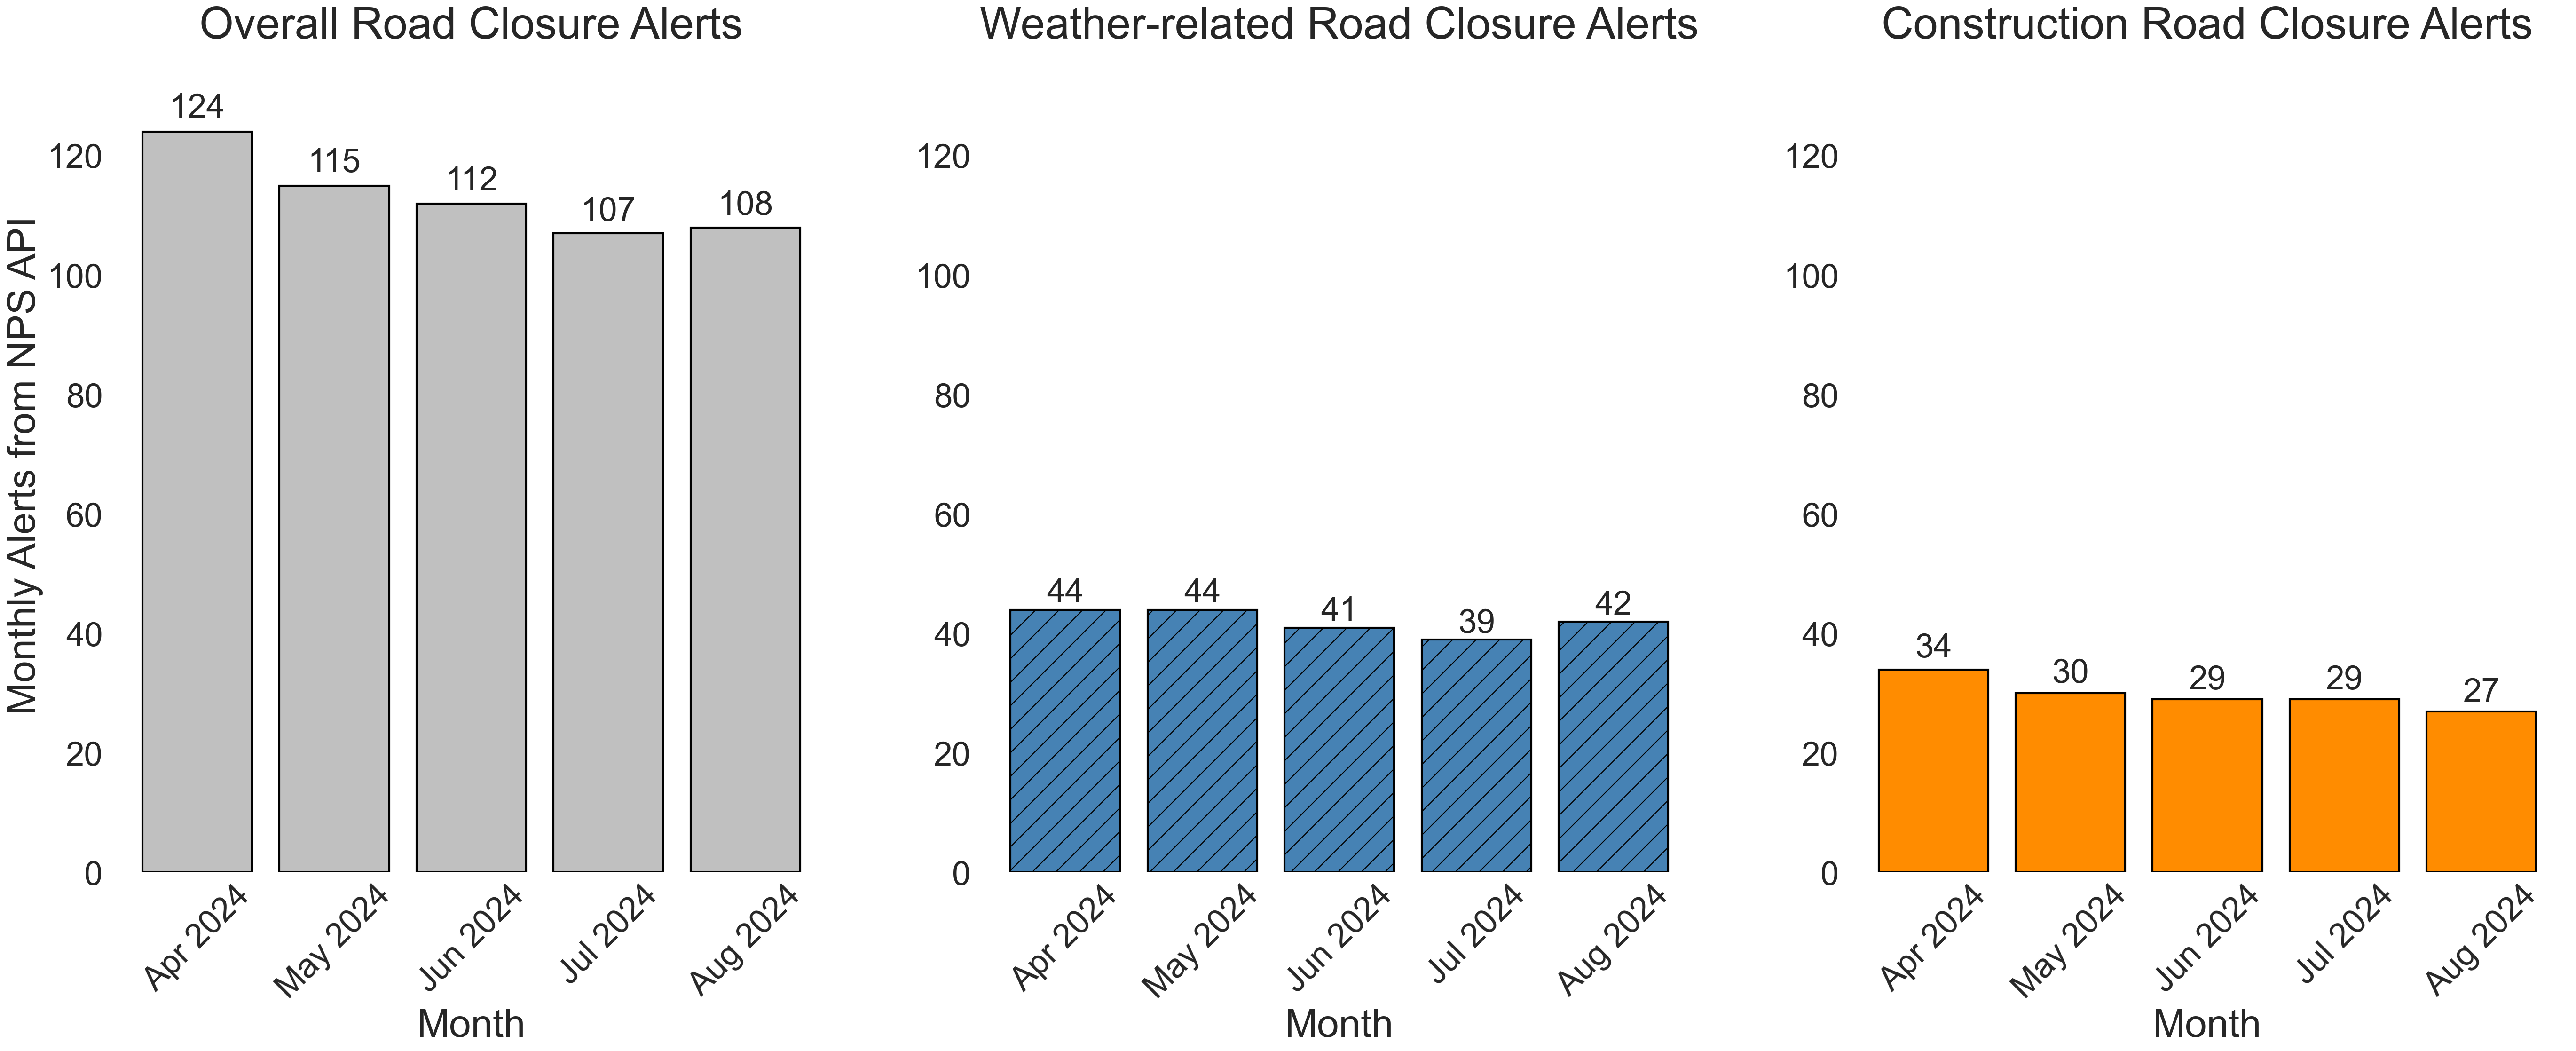 Overall Road Closure Alerts
Monthly Alerts from NPS API
120
100
80
60
40
20
0
124
115
112
107
108
Apr 2024
May 2024
Jun 2024
Jul 2024
Aug 2024
Month
Weather-related Road Closure Alerts
120
100
80
60
40
20
0
44
44
41
39
42
Apr 2024
May 2024
Jun 2024
Jul 2024
Aug 2024
Month
Construction Road Closure Alerts
120
100
80
60
40
20
0
34
30
29
29
27
Apr 2024
May 2024
Jun 2024
Jul 2024
Aug 2024
Month